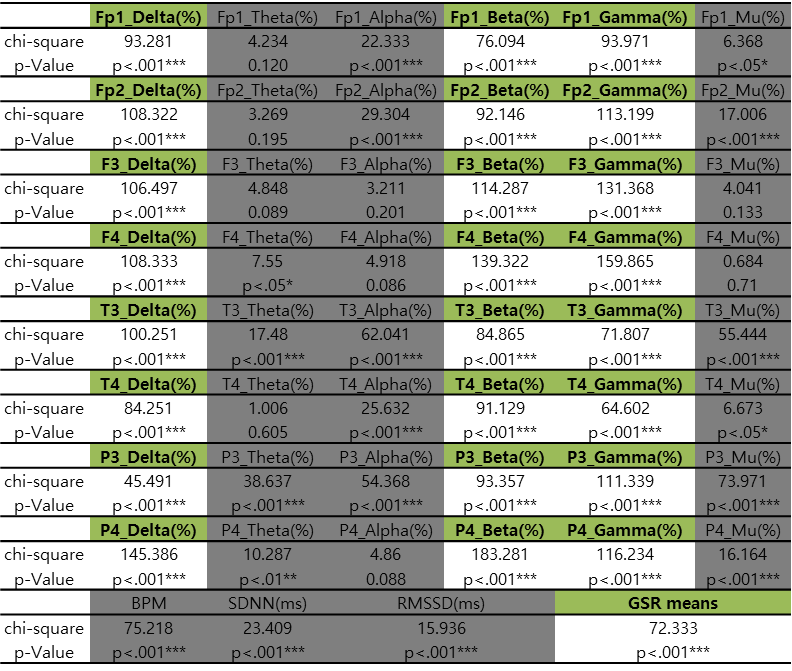 Fp1_Delta(%) Fp1_Theta(%) Fp1_Alpha(%) Fp1_Beta(%) Fp1_Gamma(%) Fp1_Mu(%)
chi-square 93.281 4.234 22.333 76.094 93.971 6.368
p-Value p<.001*** 0.120 p<.001*** p<.001*** p<.001*** p<.05*
Fp2_Delta(%) Fp2_Theta(%) Fp2_Alpha(%) Fp2_Beta(%) Fp2_Gamma(%) Fp2_Mu(%)
chi-square 108.322 3.269 29.304 92.146 113.199 17.006
p-Value p<.001*** 0.195 p<.001*** p<.001*** p<.001*** p<.001***
F3_Delta(%) F3_Theta(%) F3_Alpha(%) F3_Beta(%) F3_Gamma(%) F3_Mu(%)
chi-square 106.497 4.848 3.211 114.287 131.368 4.041
p-Value p<.001*** 0.089 0.201 p<.001*** p<.001*** 0.133
F4_Delta(%) F4_Theta(%) F4_Alpha(%) F4_Beta(%) F4_Gamma(%) F4_Mu(%)
chi-square 108.333 7.55 4.918 139.322 159.865 0.684
p-Value p<.001*** p<.05* 0.086 p<.001*** p<.001*** 0.71
T3_Delta(%) T3_Theta(%) T3_Alpha(%) T3_Beta(%) T3_Gamma(%) T3_Mu(%)
chi-square 100.251 17.48 62.041 84.865 71.807 55.444
p-Value p<.001*** p<.001*** p<.001*** p<.001*** p<.001*** p<.001***
T4_Delta(%) T4_Theta(%) T4_Alpha(%) T4_Beta(%) T4_Gamma(%) T4_Mu(%)
chi-square 84.251 1.006 25.632 91.129 64.602 6.673
p-Value p<.001*** 0.605 p<.001*** p<.001*** p<.001*** p<.05*
P3_Delta(%) P3_Theta(%) P3_Alpha(%) P3_Beta(%) P3_Gamma(%) P3_Mu(%)
chi-square 45.491 38.637 54.368 93.357 111.339 73.971
p-Value p<.001*** p<.001*** p<.001*** p<.001*** p<.001*** p<.001***
P4_Delta(%) P4_Theta(%) P4_Alpha(%) P4_Beta(%) P4_Gamma(%) P4_Mu(%)
chi-square 145.386 10.287 4.86 183.281 116.234 16.164
p-Value p<.001*** p<.01** 0.088 p<.001*** p<.001*** p<.001***
BPM SDNN(ms) RMSSD(ms) GSR means
chi-square 75.218 23.409 15.936 72.333
p-Value p<.001*** p<.001*** p<.001*** p<.001***